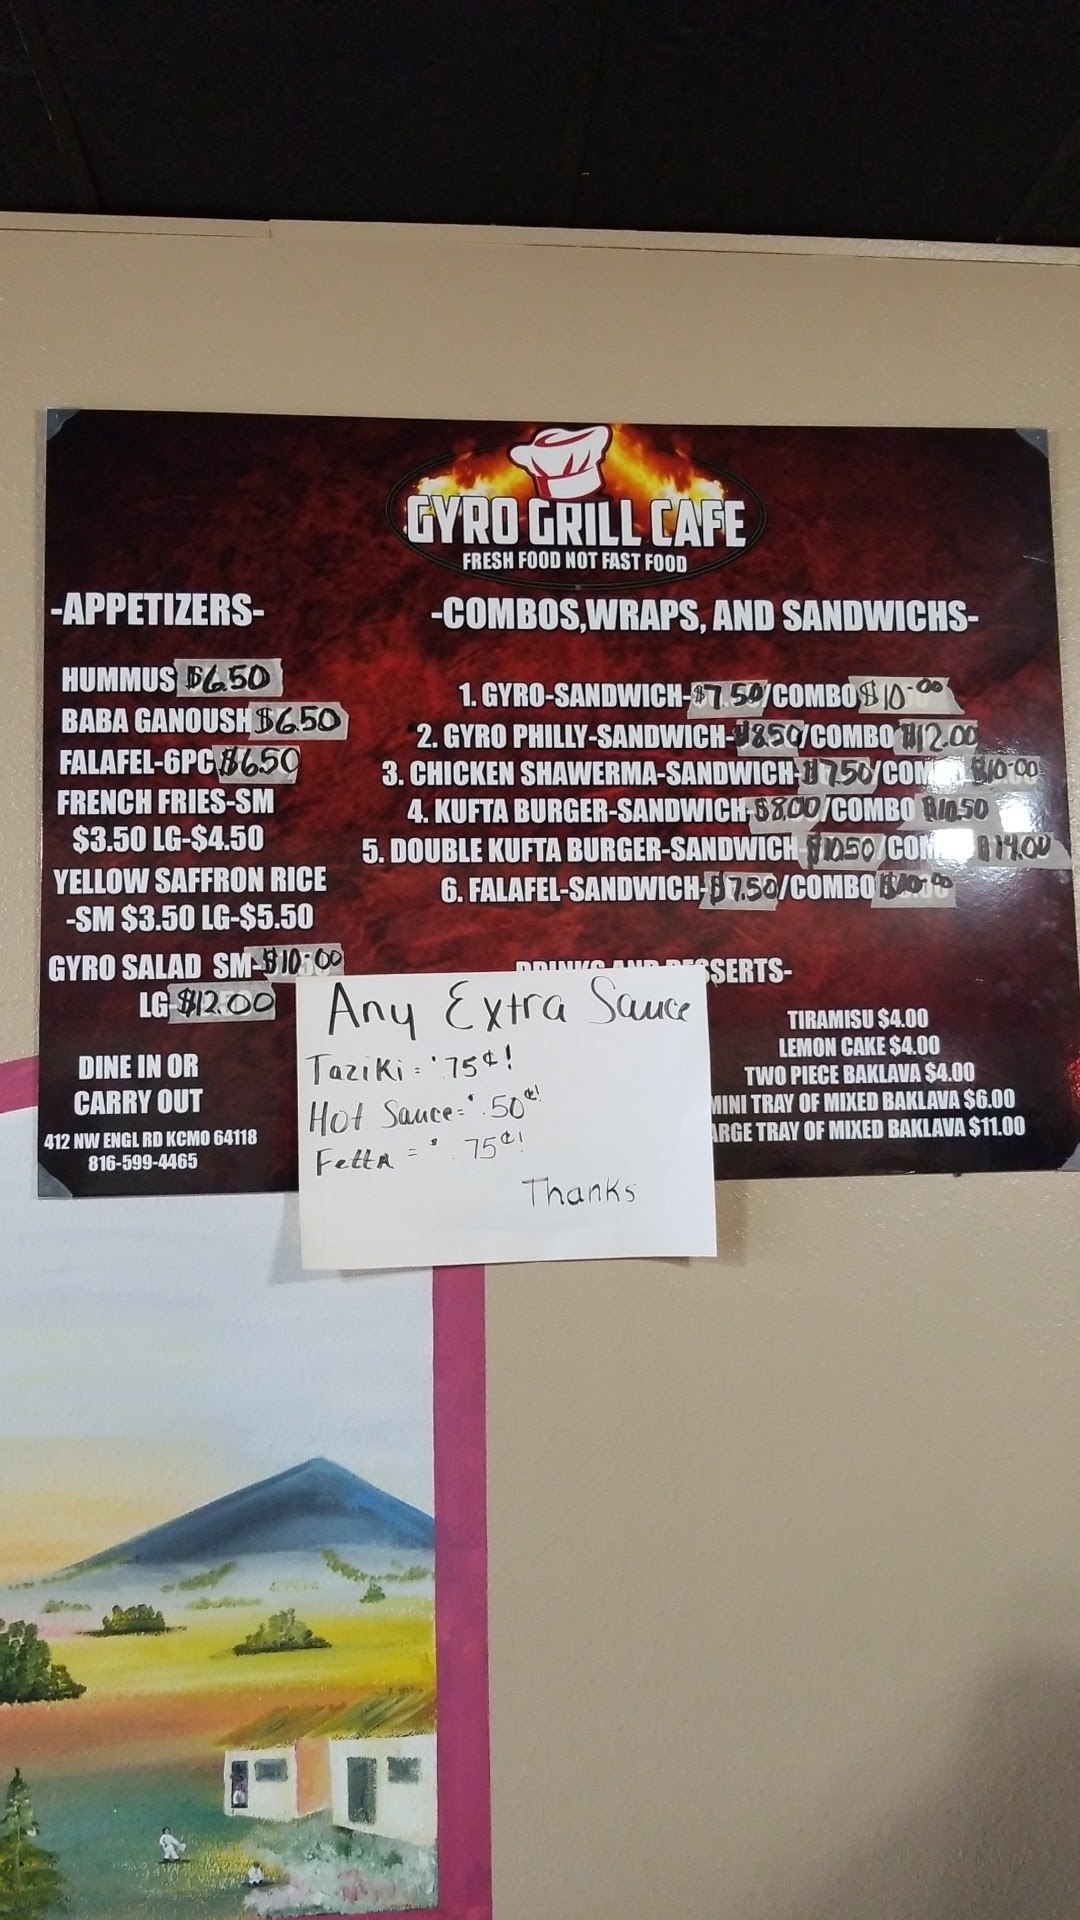 GYRO GRILL CAFE
FRESH FOOD NOT FAST FOOD
-APPETIZERS-
HUMMUS $6.50
BABA GANOUSH $6.50
FALAFEL-6PC $6.50
FRENCH FRIES-SM
$3.50 LG-$4.50
YELLOW SAFFRON RICE
-SM $3.50 LG-$5.50
GYRO SALAD SM-$10.00
LG-$12.00
DINE IN OR
CARRY OUT
412 NW ENGL RD KCMO 64118
816-599-4465
-COMBOS,WRAPS, AND SANDWICHS-
1. GYRO-SANDWICH-$7.50/COMBO $10.00
2. GYRO PHILLY-SANDWICH-$8.50/COMBO $12.00
3. CHICKEN SHAWERMA-SANDWICH-$7.50/COM $10.00
4. KUFTA BURGER-SANDWICH-$8.00/COMBO $10.50
5. DOUBLE KUFTA BURGER-SANDWICH $10.50/COM $14.00
6. FALAFEL-SANDWICH-$7.50/COMBO $10.00
DRINKS AND DESSERTS-
TIRAMISU $4.00
LEMON CAKE $4.00
TWO PIECE BAKLAVA $4.00
MINI TRAY OF MIXED BAKLAVA $6.00
ARGE TRAY OF MIXED BAKLAVA $11.00
Any Extra Sauce
Taziki = .75¢!
Hot Sauce = .50¢!
Fetta = .75¢!
Thanks